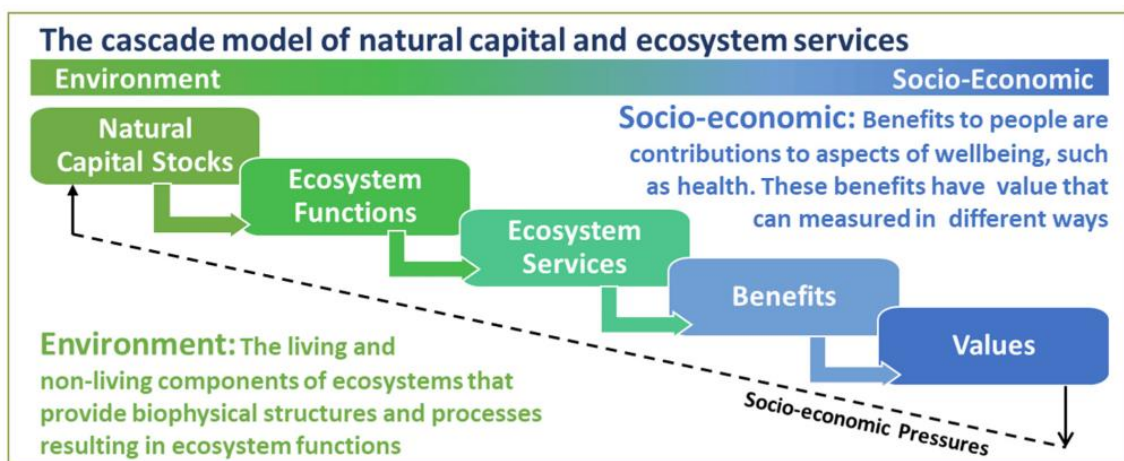 The cascade model of natural capital and ecosystem services
Environment
Socio-Economic
Natural
Capital Stocks
Socio-economic: Benefits to people are
contributions to aspects of wellbeing, such
as health. These benefits have value that
can measured in different ways
Ecosystem
Functions
Ecosystem
Services
Benefits
Values
Environment: The living and
non-living components of ecosystems that
provide biophysical structures and processes
resulting in ecosystem functions
Socio-economic Pressures